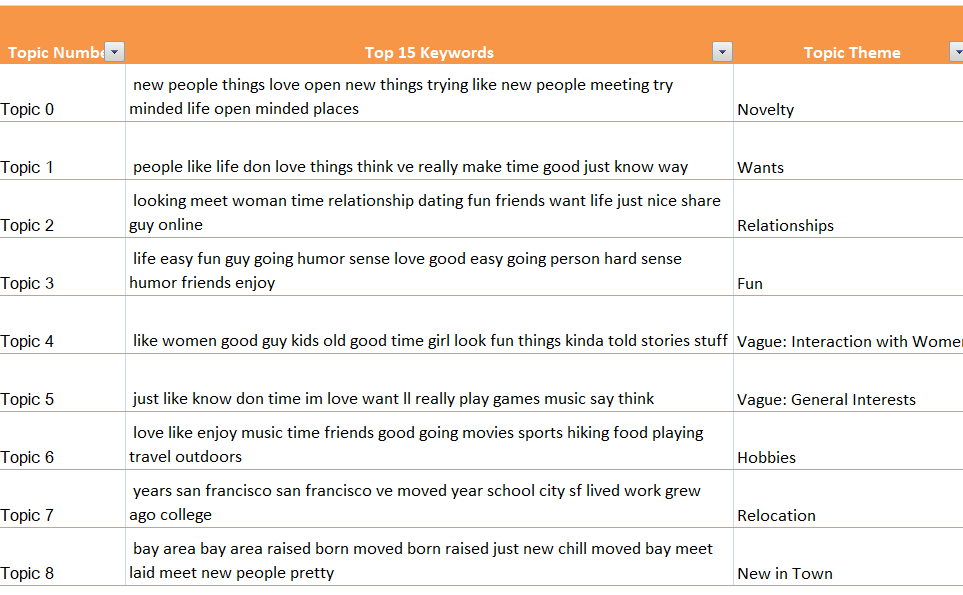 Topic Numbe Top 15 Keywords Topic Theme
new people things love open new things trying like new people meeting try
minded life open minded places
Topic 0 Novelty
Topic 1 people like life don love things think ve really make time good just know way Wants
looking meet woman time relationship dating fun friends want life just nice share
guy online
Topic 2 Relationships
life easy fun guy going humor sense love good easy going person hard sense
humor friends enjoy
Topic 3 Fun
Topic 4 like women good guy kids old good time girl look fun things kinda told stories stuff Vague: Interaction with Women
Topic 5 just like know don time im love want ll really play games music say think Vague: General Interests
love like enjoy music time friends good going movies sports hiking food playing
travel outdoors
Topic 6 Hobbies
years san francisco san francisco ve moved year school city sf lived work grew
ago college
Topic 7 Relocation
bay area bay area raised born moved born raised just new chill moved bay meet
laid meet new people pretty
Topic 8 New in Town